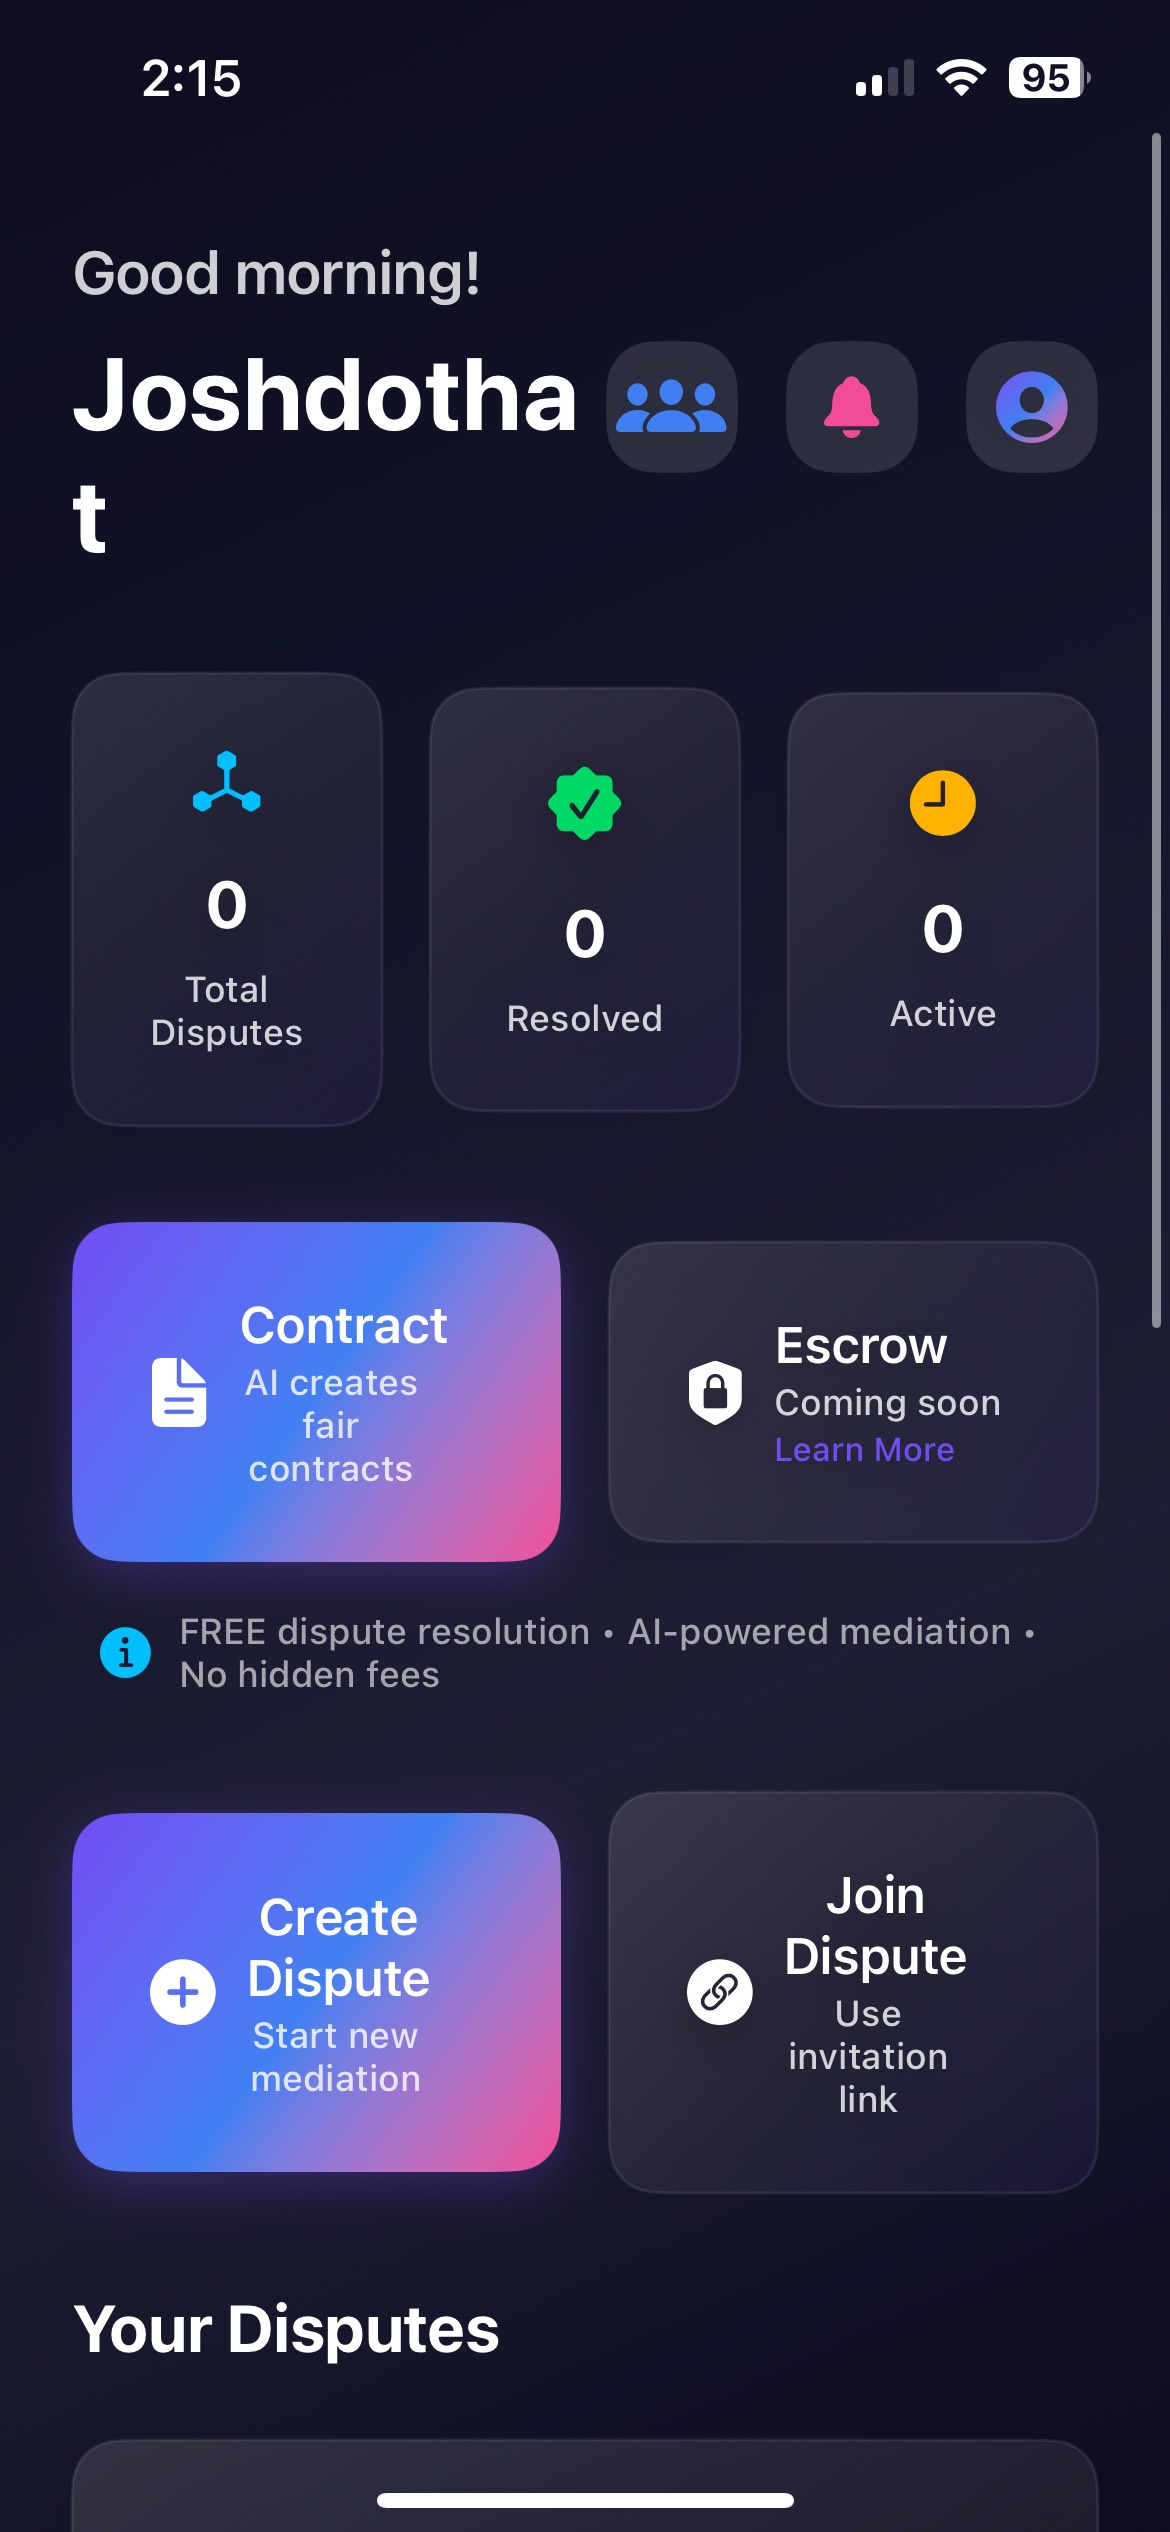 2:15
95
Good morning!
Joshdotha
t
0
Total
Disputes
0
Resolved
0
Active
Contract
AI creates
fair
contracts
Escrow
Coming soon
Learn More
FREE dispute resolution • AI-powered mediation •
No hidden fees
Create
Dispute
Start new
mediation
Join
Dispute
Use
invitation
link
Your Disputes